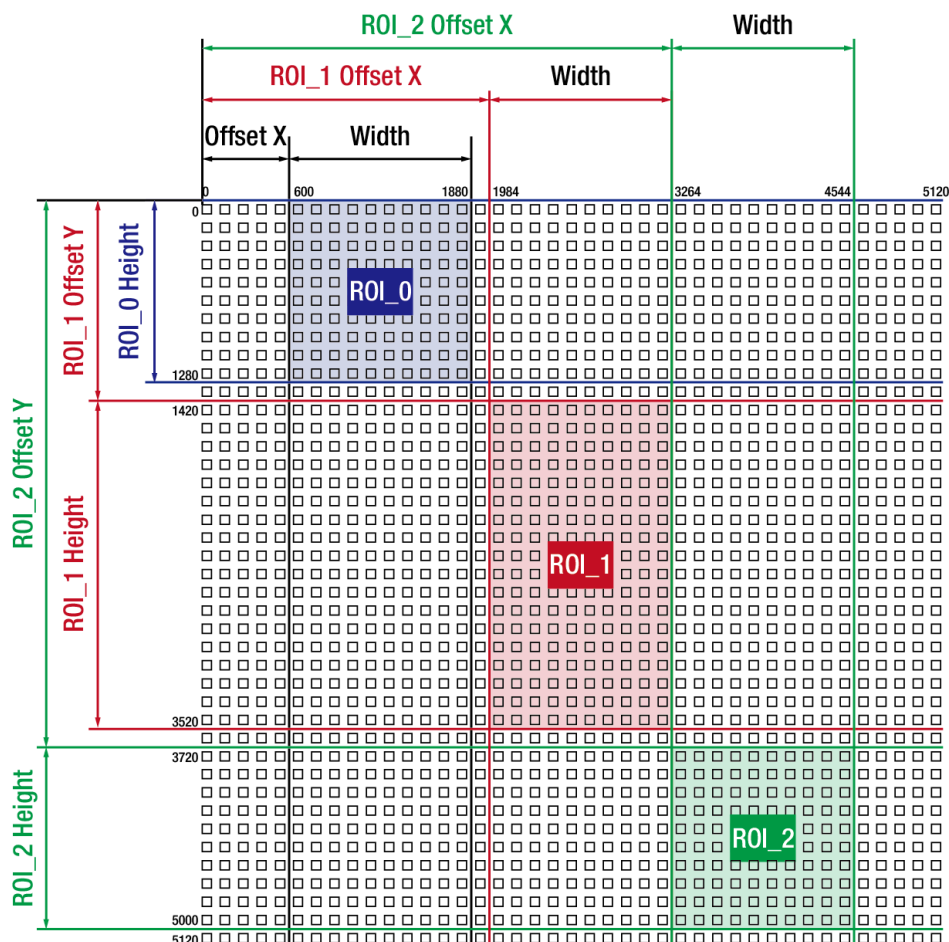 ROI_2 Offset X
Width
ROI_1 Offset X
Width
Offset X
Width
0
600
1880
1984
3264
4544
5120
0
ROI_2 Offset Y
ROI_1 Offset Y
ROI_0 Height
ROI_0
1280
1420
ROI_1 Height
ROI_1
3520
3720
ROI_2 Height
ROI_2
5000
5120